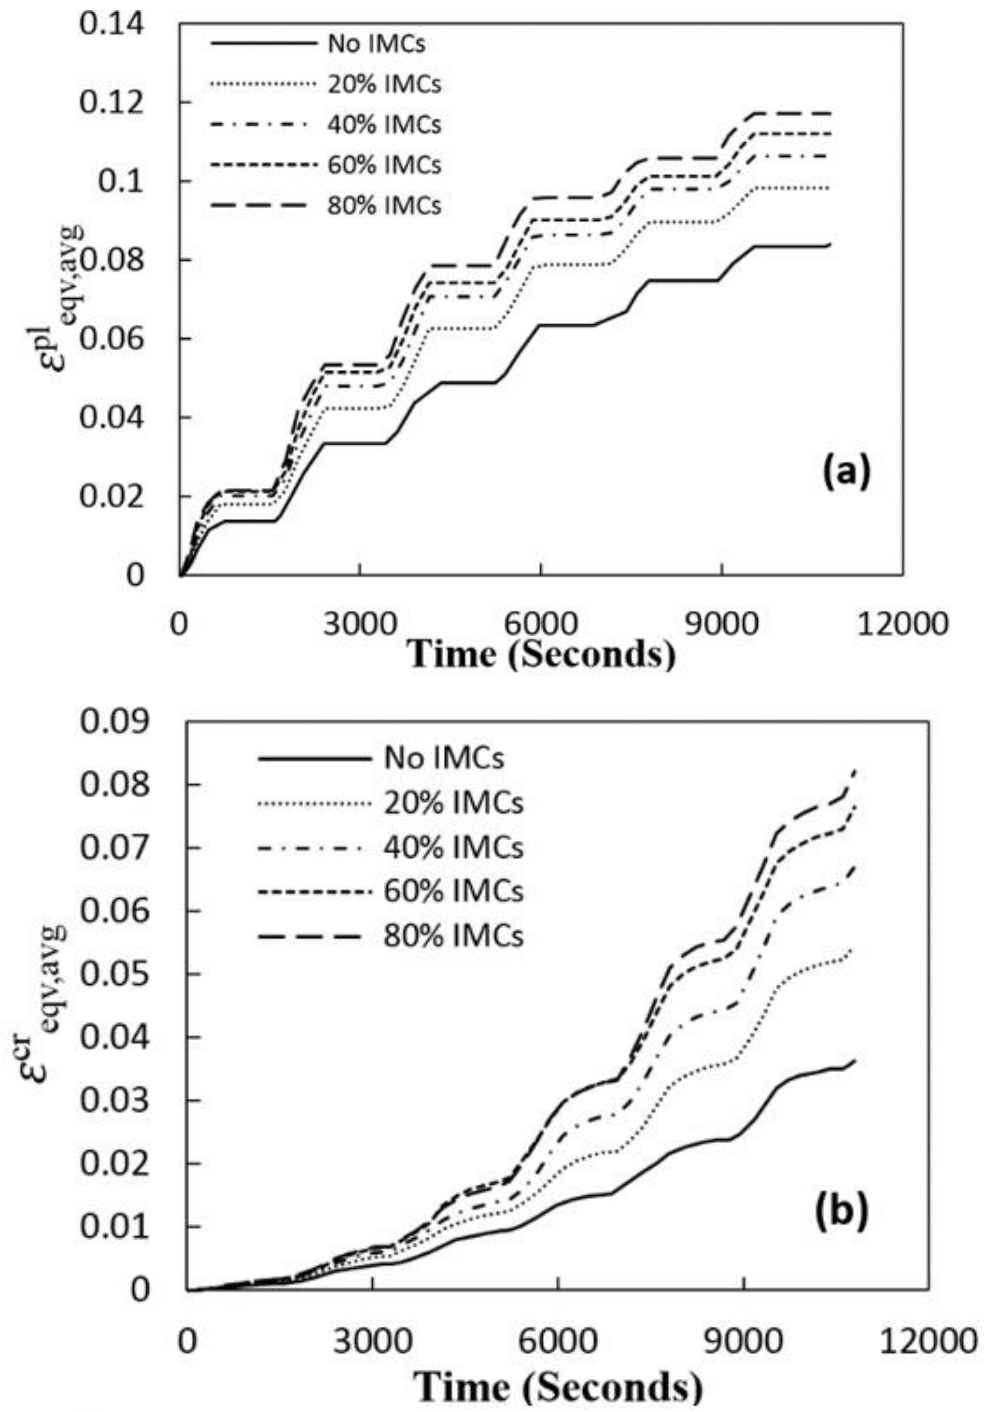 0.14
0.12
0.1
0.08
0.06
0.04
0.02
0
No IMCs
20% IMCs
40% IMCs
60% IMCs
80% IMCs
ε^pl_eqv,avg
(a)
0 3000 6000 9000 12000
Time (Seconds)
0.09
0.08
0.07
0.06
0.05
0.04
0.03
0.02
0.01
0
No IMCs
20% IMCs
40% IMCs
60% IMCs
80% IMCs
ε^cr_eqv,avg
(b)
0 3000 6000 9000 12000
Time (Seconds)